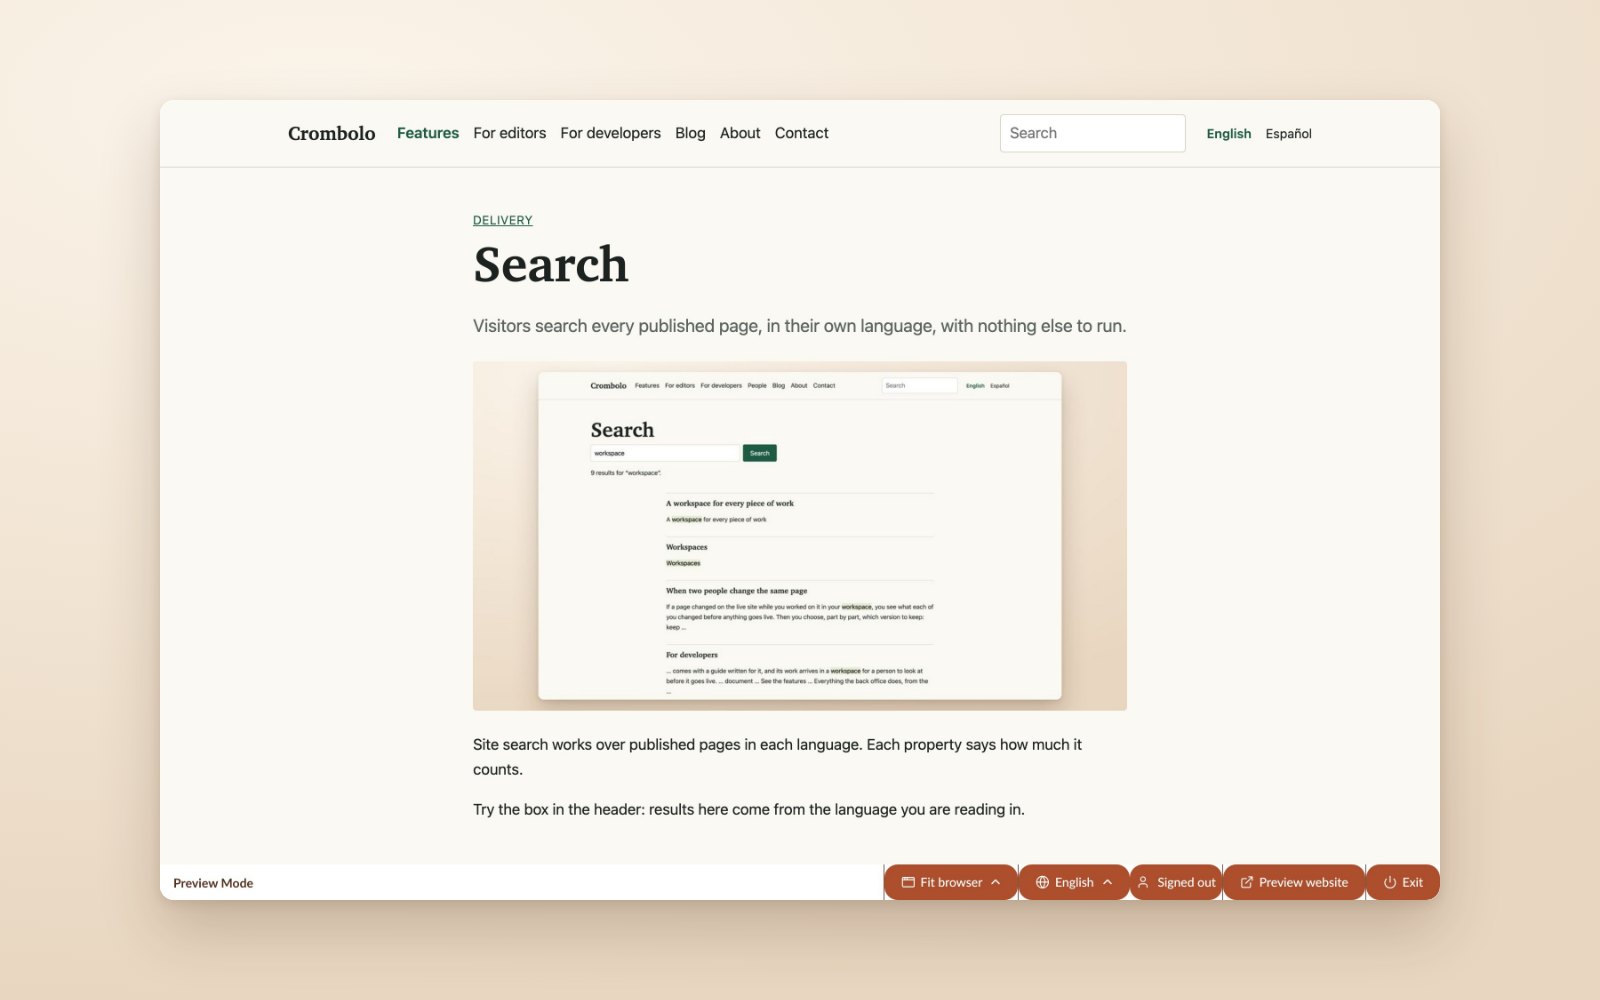 Crombolo Features For editors For developers Blog About Contact Search English Español
DELIVERY
Search
Visitors search every published page, in their own language, with nothing else to run.
Crombolo Features For editors For developers People Blog About Contact Search English Español
Search
workspace Search
9 results for “workspace”.
A workspace for every piece of work
A workspace for every piece of work
Workspaces
Workspaces
When two people change the same page
If a page changed on the live site while you worked on it in your workspace, you see what each of
you changed before anything goes live. Then you choose, part by part, which version to keep:
keep ...
For developers
... comes with a guide written for it, and its work arrives in a workspace for a person to look at
before it goes live. ... document ... See the features ... Everything the back office does, from the
...
Site search works over published pages in each language. Each property says how much it
counts.
Try the box in the header: results here come from the language you are reading in.
Preview Mode Fit browser English Signed out Preview website Exit